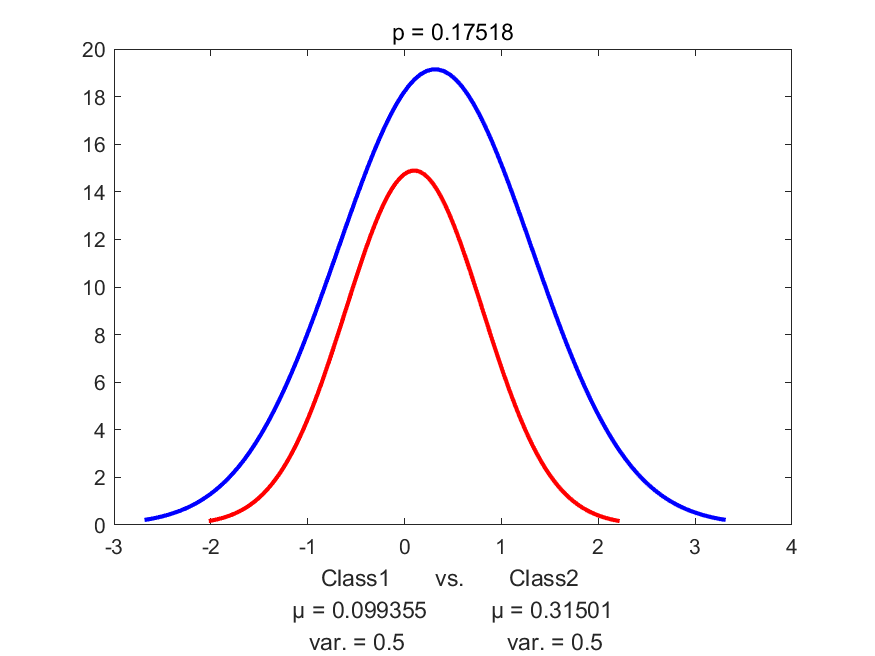 p = 0.17518
20
18
16
14
12
10
8
6
4
2
0
-3 -2 -1 0 1 2 3 4
Class1 vs. Class2
μ = 0.099355 μ = 0.31501
var. = 0.5 var. = 0.5